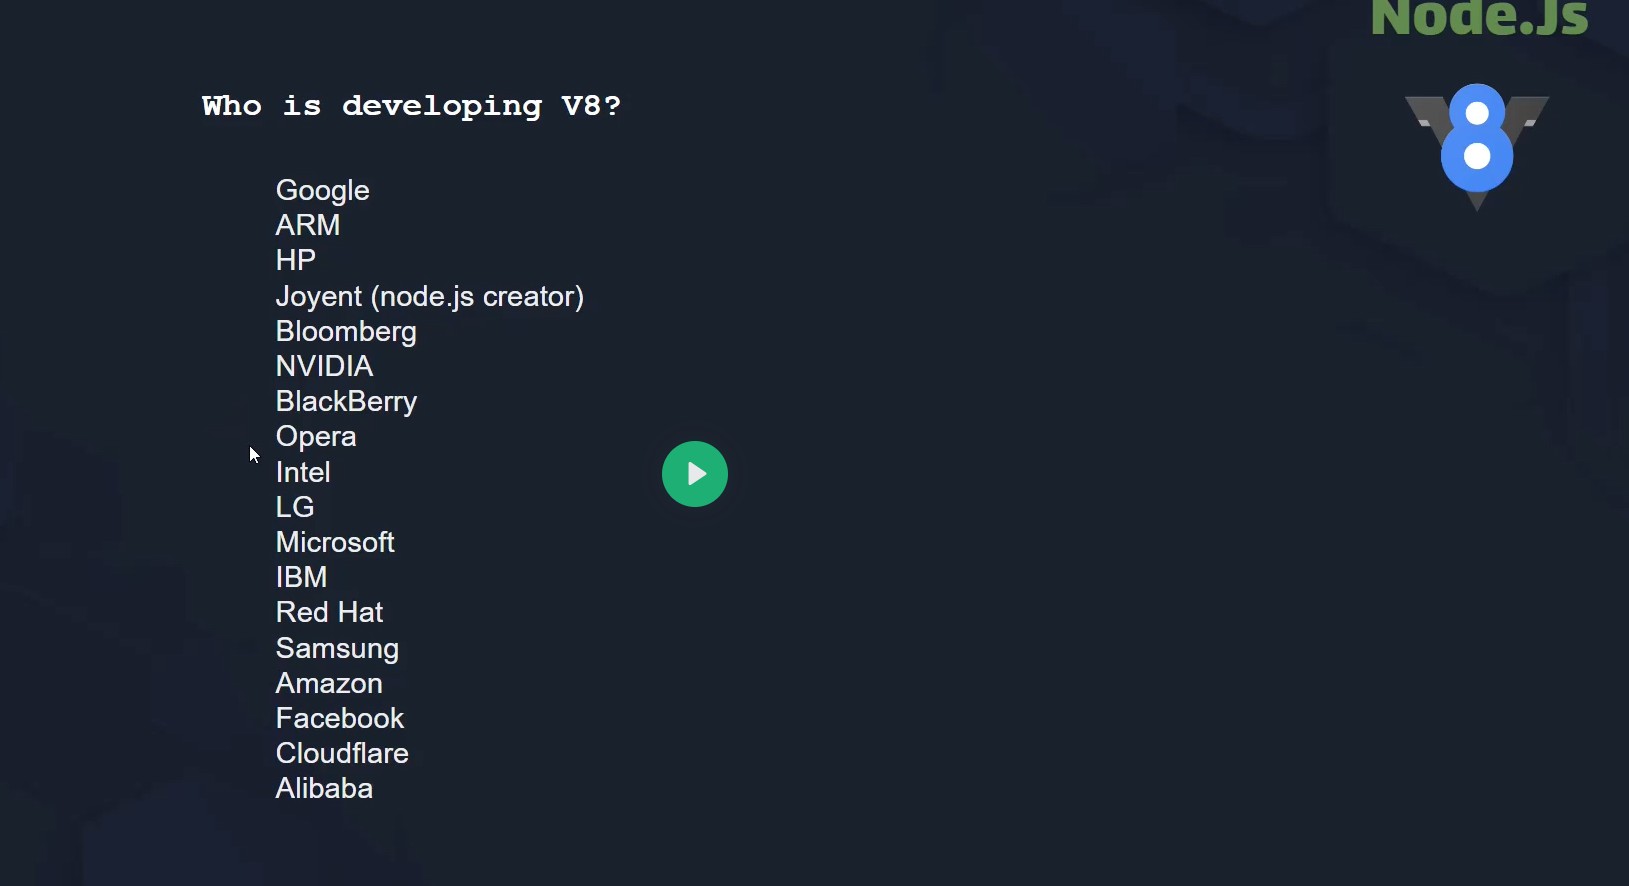 Node.Js
Who is developing V8?
8
Google
ARM
HP
Joyent (node.js creator)
Bloomberg
NVIDIA
BlackBerry
Opera
Intel
LG
Microsoft
IBM
Red Hat
Samsung
Amazon
Facebook
Cloudflare
Alibaba